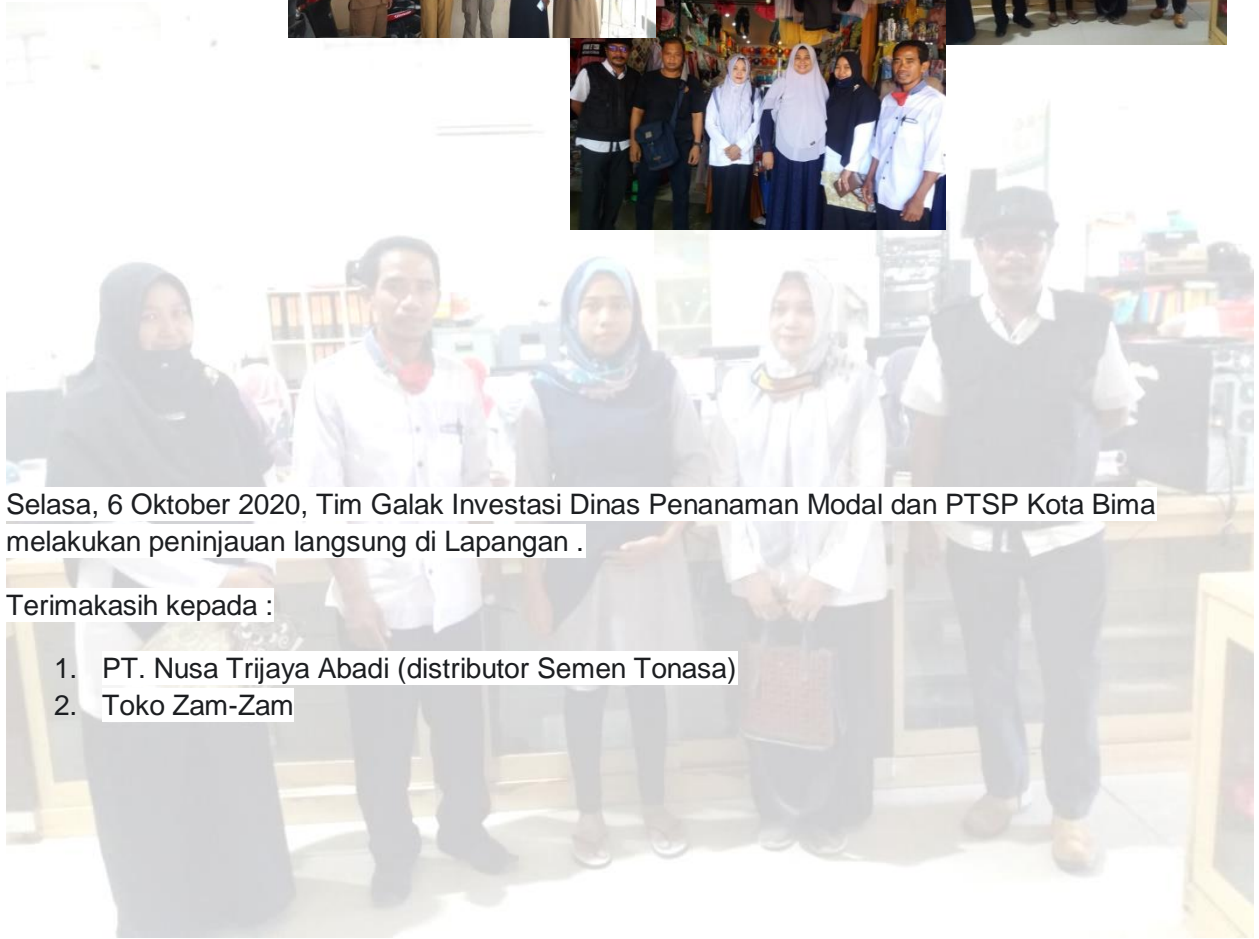 Selasa, 6 Oktober 2020, Tim Galak Investasi Dinas Penanaman Modal dan PTSP Kota Bima
melakukan peninjauan langsung di Lapangan .
Terimakasih kepada :
1. PT. Nusa Trijaya Abadi (distributor Semen Tonasa)
2. Toko Zam-Zam